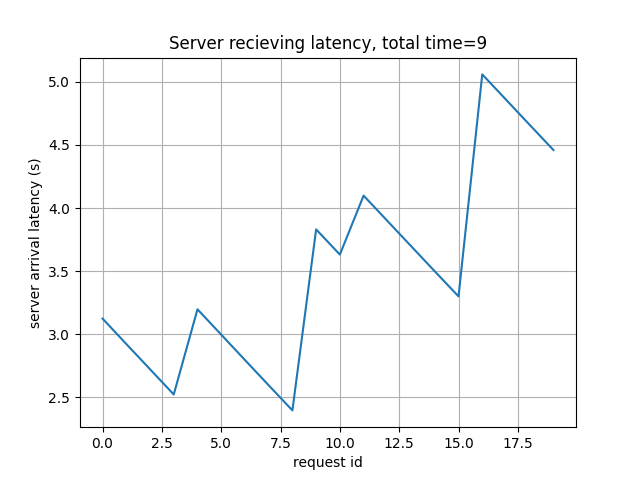 Server recieving latency, total time=9
5.0
4.5
4.0
3.5
3.0
2.5
server arrival latency (s)
0.0 2.5 5.0 7.5 10.0 12.5 15.0 17.5
request id